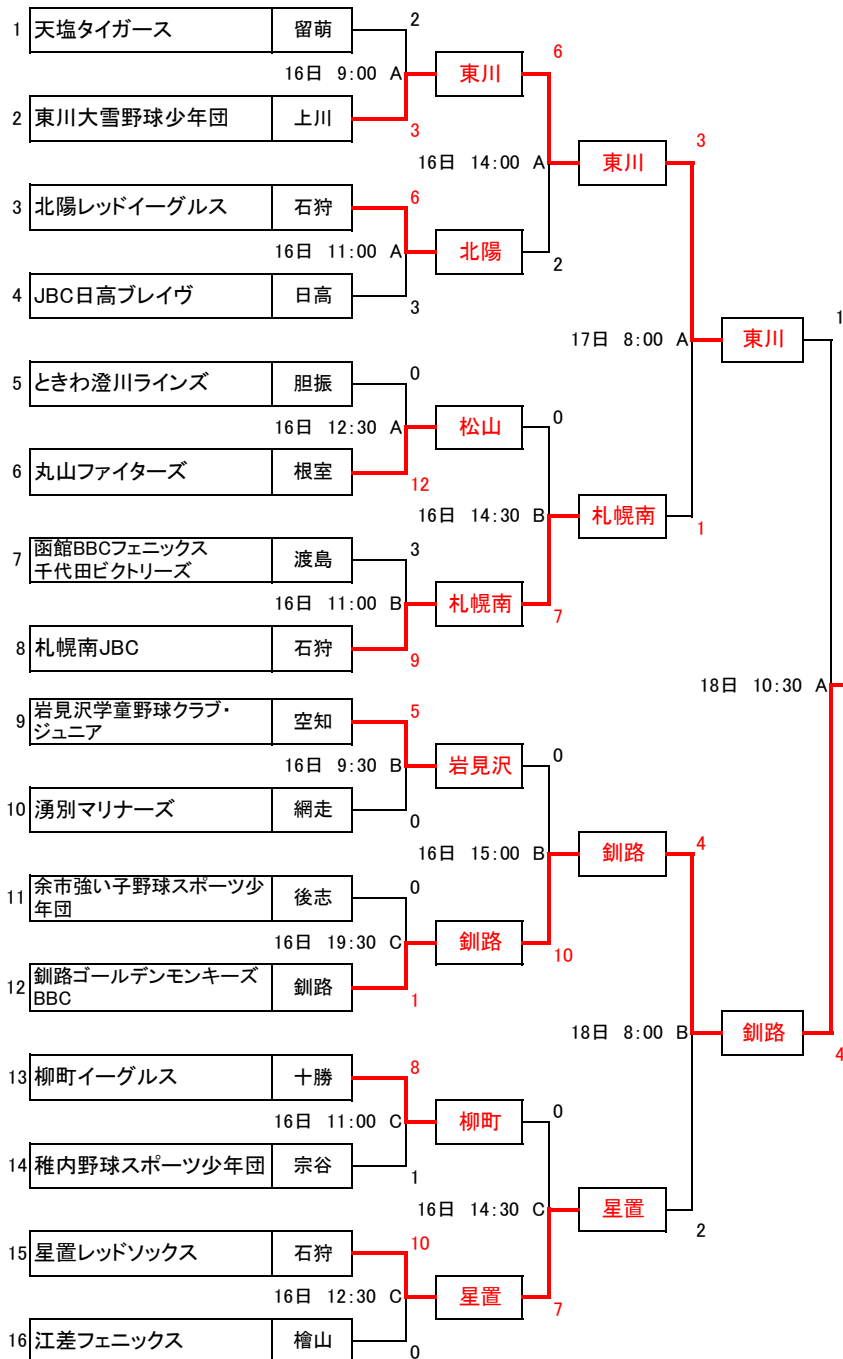 2
1 天塩タイガース 留萌
16日 9:00 A
東川
6
2 東川大雪野球少年団 上川
3
16日 14:00 A
東川
3
3 北陽レッドイーグルス 石狩
6
16日 11:00 A
北陽
2
4 JBC日高ブレイヴ 日高
3
17日 8:00 A
東川
1
5 ときわ澄川ラインズ 胆振
0
16日 12:30 A
松山
0
6 丸山ファイターズ 根室
12
16日 14:30 B
札幌南
1
7 函館BBCフェニックス
千代田ビクトリーズ
渡島
3
16日 11:00 B
札幌南
7
8 札幌南JBC 石狩
9
18日 10:30 A
9 岩見沢学童野球クラブ・
ジュニア
空知
5
16日 9:30 B
岩見沢
0
10 湧別マリナーズ 網走
0
16日 15:00 B
釧路
4
11 余市強い子野球スポーツ少
年団
後志
0
16日 19:30 C
釧路
10
12 釧路ゴールデンモンキーズ
BBC
釧路
1
18日 8:00 B
釧路
4
13 柳町イーグルス 十勝
8
16日 11:00 C
柳町
0
14 稚内野球スポーツ少年団 宗谷
1
16日 14:30 C
星置
2
15 星置レッドソックス 石狩
10
16日 12:30 C
星置
7
16 江差フェニックス 檜山
0